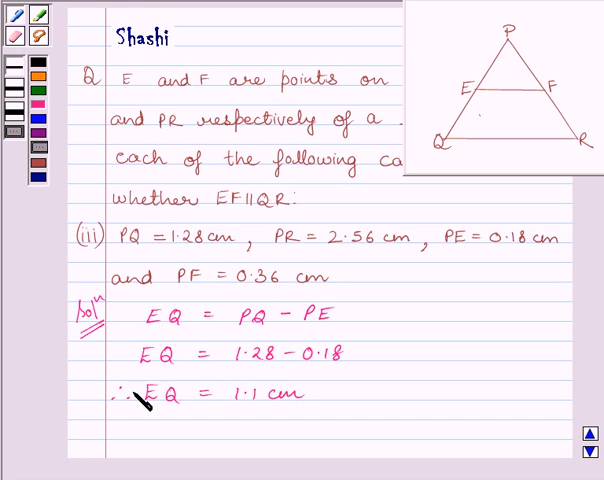 Shashi
Q E and F are points on
and PR respectively of a
each of the following ca
whether EF||QR:
(iii) PQ = 1.28 cm, PR = 2.56 cm, PE = 0.18 cm
and PF = 0.36 cm
Solⁿ EQ = PQ - PE
EQ = 1.28 - 0.18
∴ EQ = 1.1 cm
P
E F
Q R